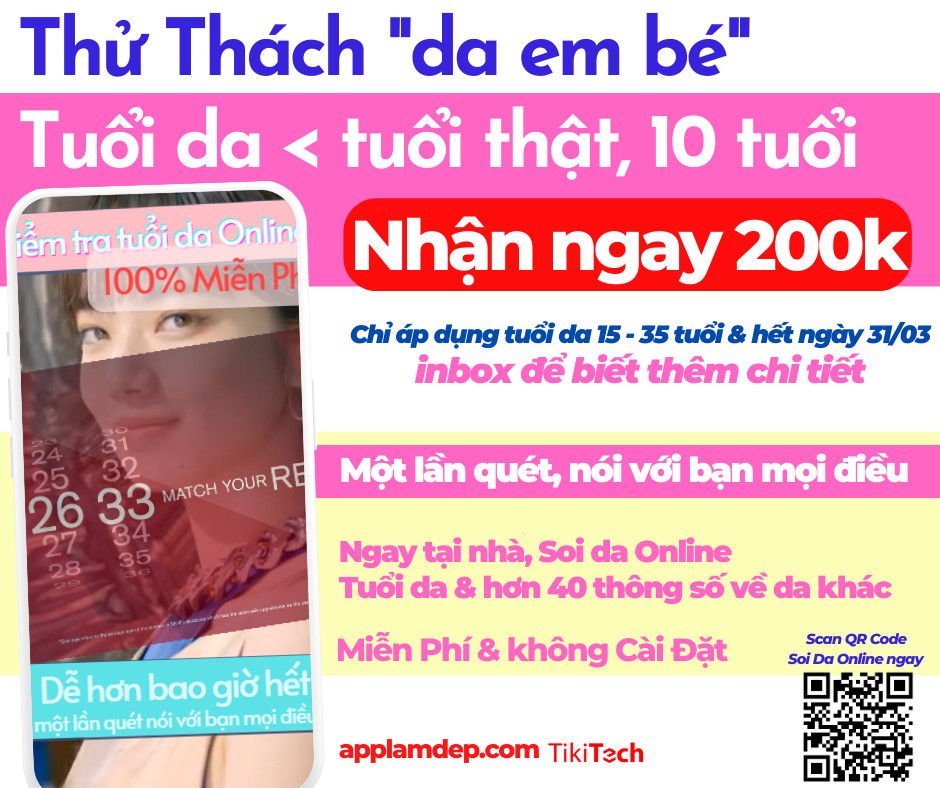 Thử Thách "da em bé"
Tuổi da < tuổi thật, 10 tuổi
Nhận ngay 200k
Chỉ áp dụng tuổi da 15 - 35 tuổi & hết ngày 31/03
inbox để biết thêm chi tiết
iểm tra tuổi da Online
100% Miễn Ph
23 30
24 31
25 32
26 33 MATCH YOUR RE
27 34
28 35
29 36
Dễ hơn bao giờ hết
một lần quét nói với bạn mọi điều
Một lần quét, nói với bạn mọi điều
Ngay tại nhà, Soi da Online
Tuổi da & hơn 40 thông số về da khác
Miễn Phí & không Cài Đặt
Scan QR Code
Soi Da Online ngay
applamdep.com TikiTech